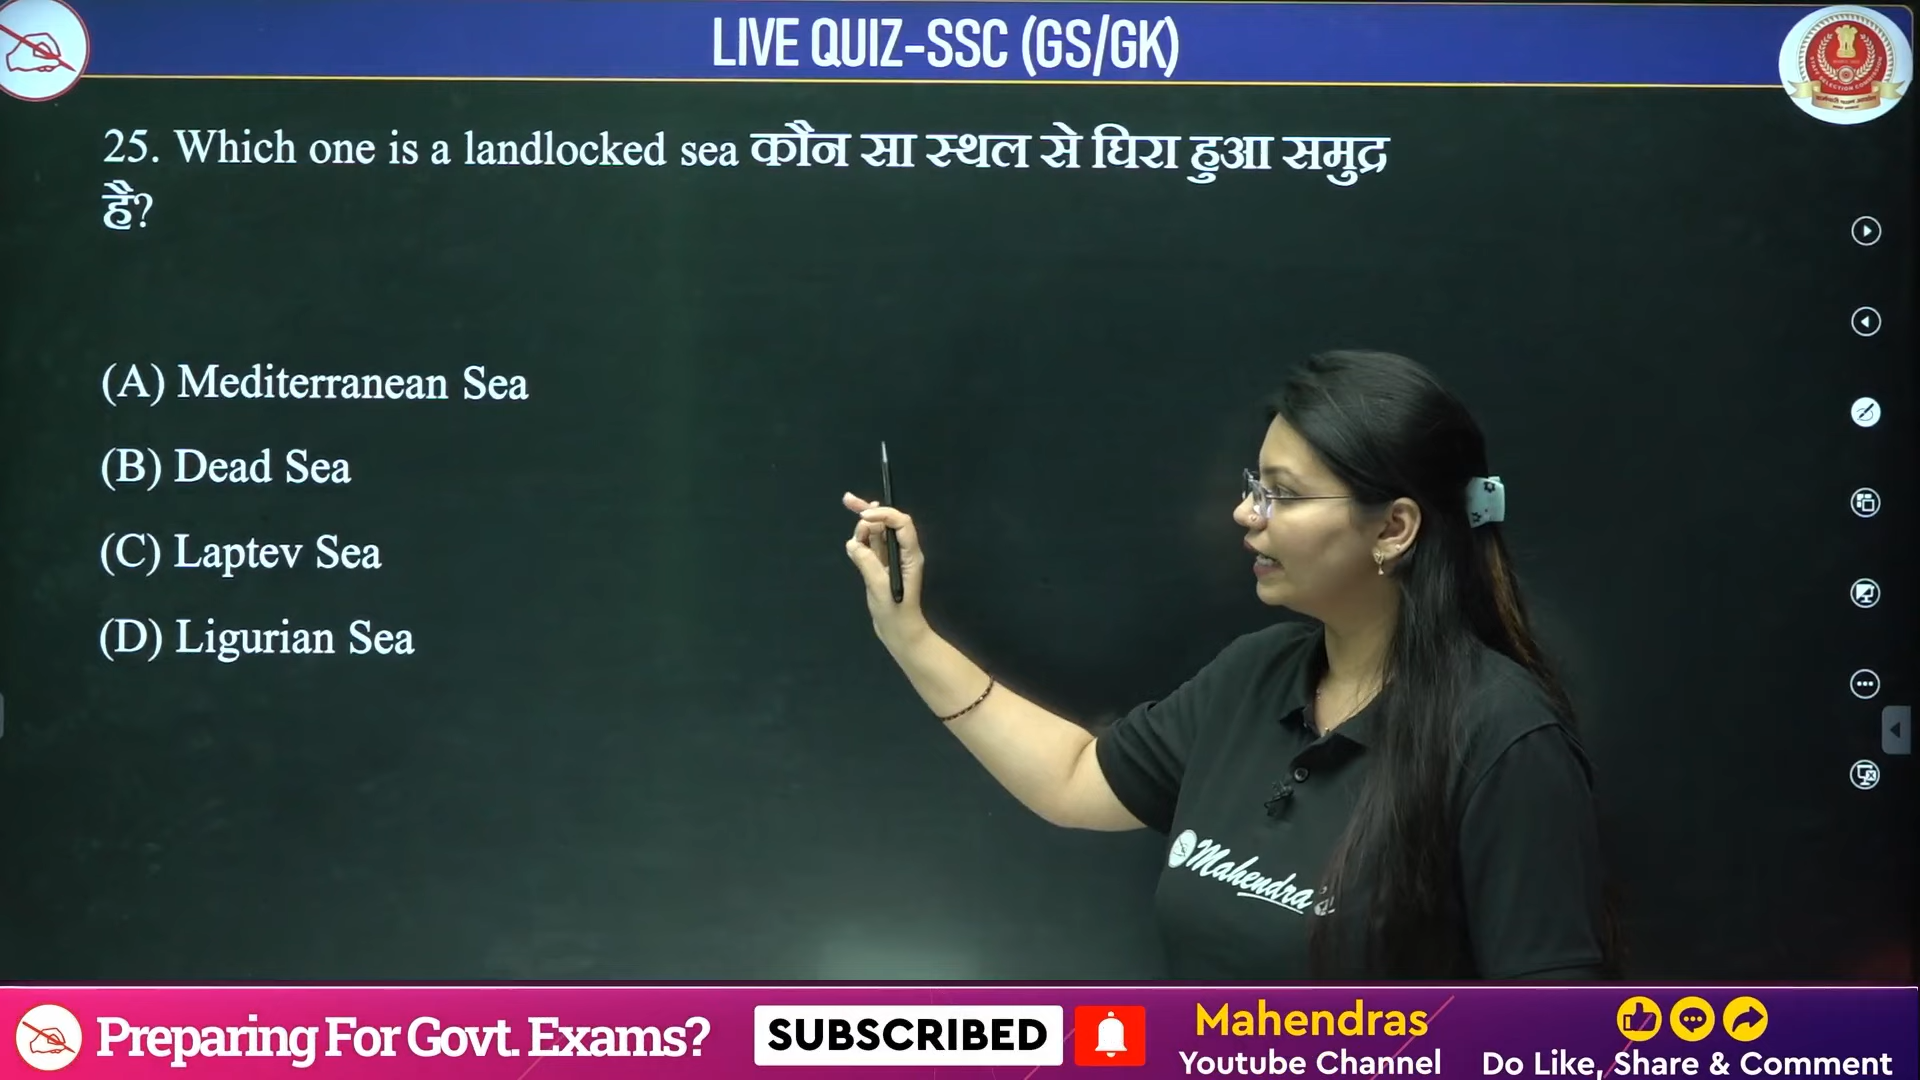 LIVE QUIZ-SSC (GS/GK)
25. Which one is a landlocked sea कौन सा स्थल से घिरा हुआ समुद्र
है?
(A) Mediterranean Sea
(B) Dead Sea
(C) Laptev Sea
(D) Ligurian Sea
Mahendra
Preparing For Govt. Exams?
SUBSCRIBED
Mahendras
Youtube Channel
Do Like, Share & Comment